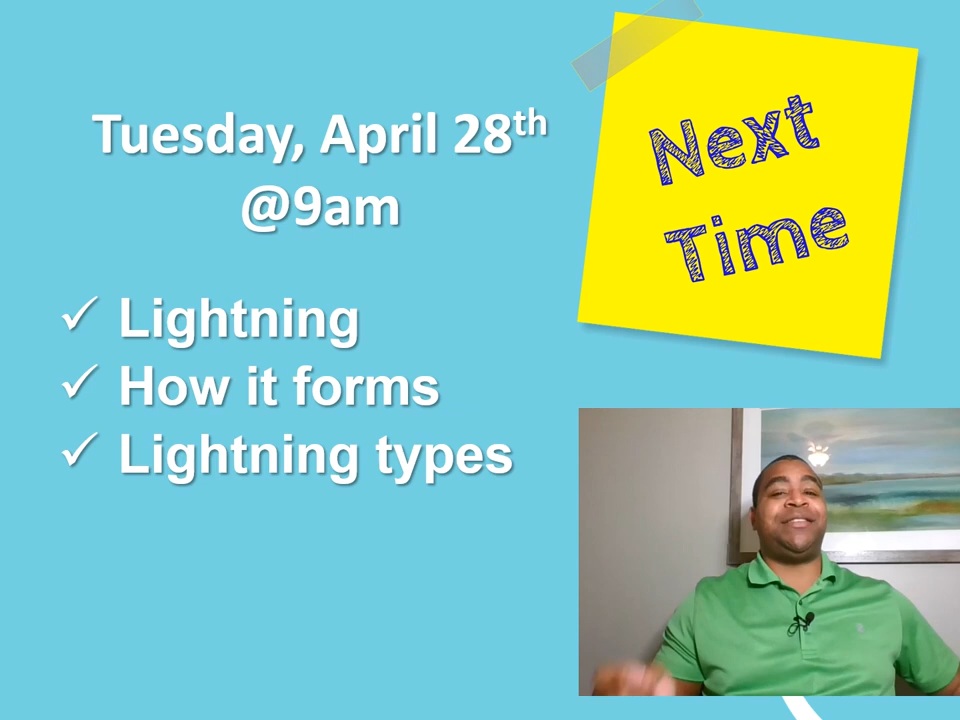 Tuesday, April 28th
@9am
✓ Lightning
✓ How it forms
✓ Lightning types
Next
Time